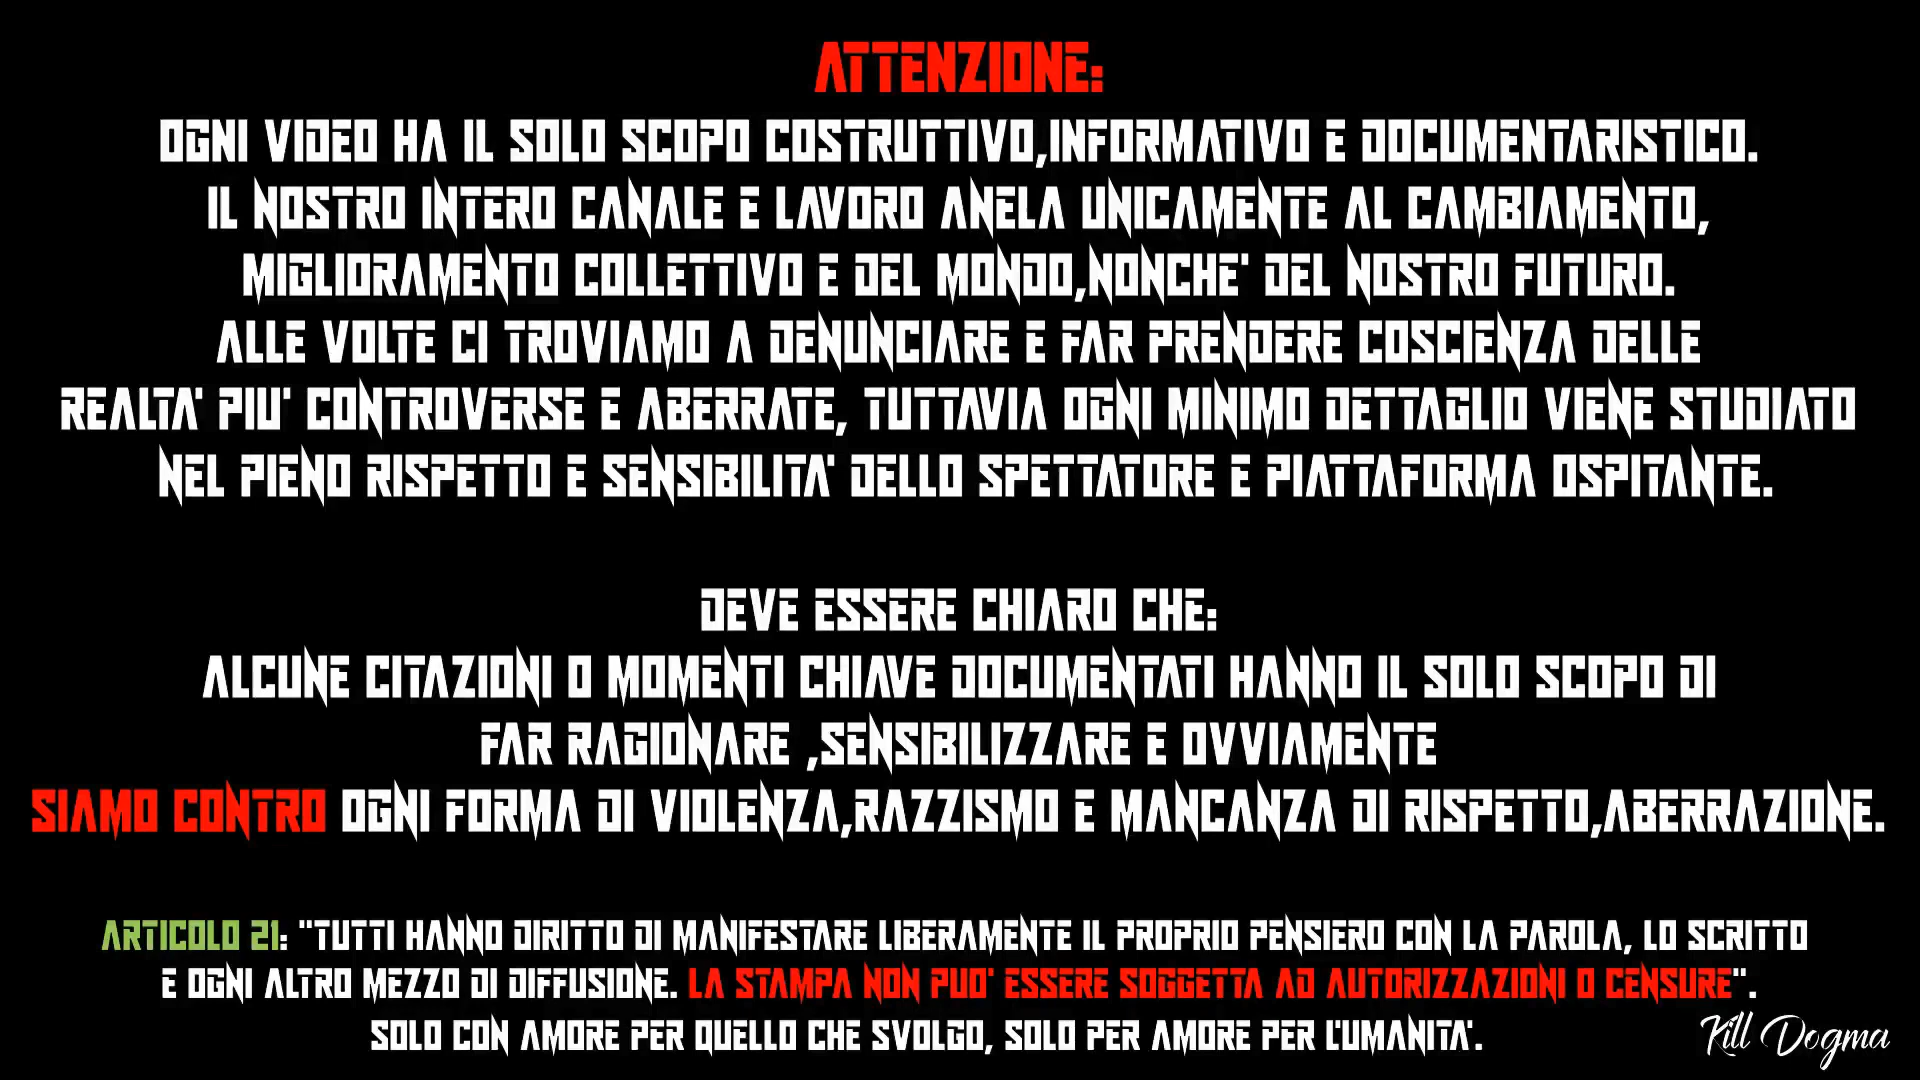 ATTENZIONE:
OGNI VIDEO HA IL SOLO SCOPO COSTRUTTIVO,INFORMATIVO E DOCUMENTARISTICO.
IL NOSTRO INTERO CANALE E LAVORO ANELA UNICAMENTE AL CAMBIAMENTO,
MIGLIORAMENTO COLLETTIVO E DEL MONDO,NONCHE' DEL NOSTRO FUTURO.
ALLE VOLTE CI TROVIAMO A DENUNCIARE E FAR PRENDERE COSCIENZA DELLE
REALTA' PIU' CONTROVERSE E ABERRATE, TUTTAVIA OGNI MINIMO DETTAGLIO VIENE STUDIATO
NEL PIENO RISPETTO E SENSIBILITA' DELLO SPETTATORE E PIATTAFORMA OSPITANTE.
DEVE ESSERE CHIARO CHE:
ALCUNE CITAZIONI O MOMENTI CHIAVE DOCUMENTATI HANNO IL SOLO SCOPO DI
FAR RAGIONARE ,SENSIBILIZZARE E OVVIAMENTE
SIAMO CONTRO OGNI FORMA DI VIOLENZA,RAZZISMO E MANCANZA DI RISPETTO,ABERRAZIONE.
ARTICOLO 21: "TUTTI HANNO DIRITTO DI MANIFESTARE LIBERAMENTE IL PROPRIO PENSIERO CON LA PAROLA, LO SCRITTO
E OGNI ALTRO MEZZO DI DIFFUSIONE. LA STAMPA NON PUO' ESSERE SOGGETTA AD AUTORIZZAZIONI O CENSURE".
SOLO CON AMORE PER QUELLO CHE SVOLGO, SOLO PER AMORE PER L'UMANITA'.
Kill Dogma